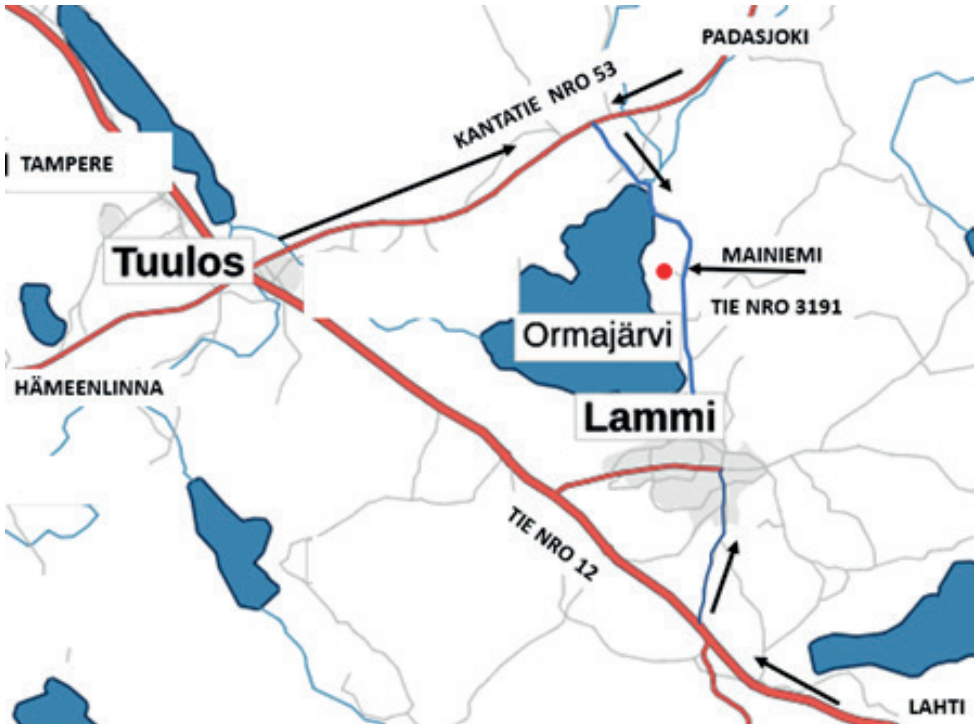 PADASJOKI
KANTATIE NRO 53
TAMPERE
Tuulos
MAINIEMI
TIE NRO 3191
Ormajärvi
HÄMEENLINNA
Lammi
TIE NRO 12
LAHTI